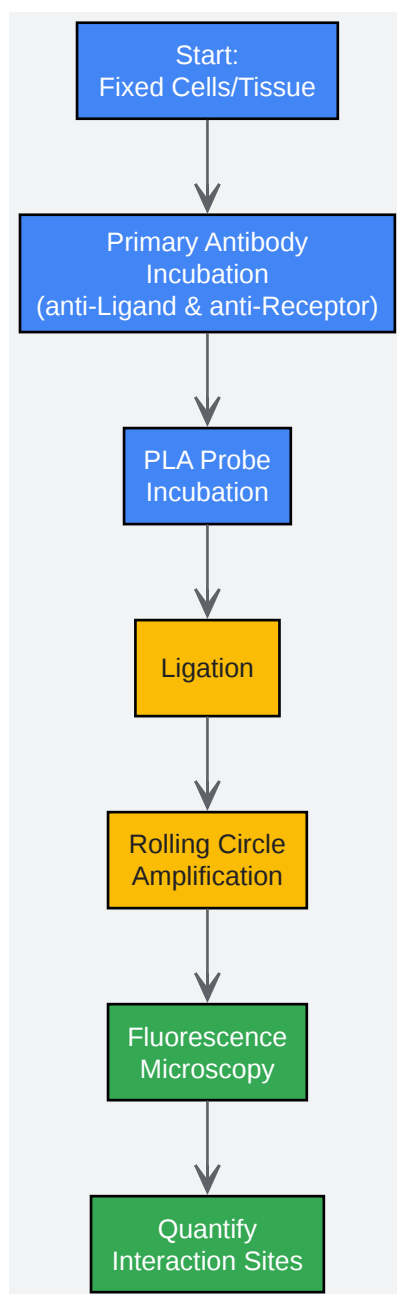 Start:
Fixed Cells/Tissue
Primary Antibody
Incubation
(anti-Ligand & anti-Receptor)
PLA Probe
Incubation
Ligation
Rolling Circle
Amplification
Fluorescence
Microscopy
Quantify
Interaction Sites